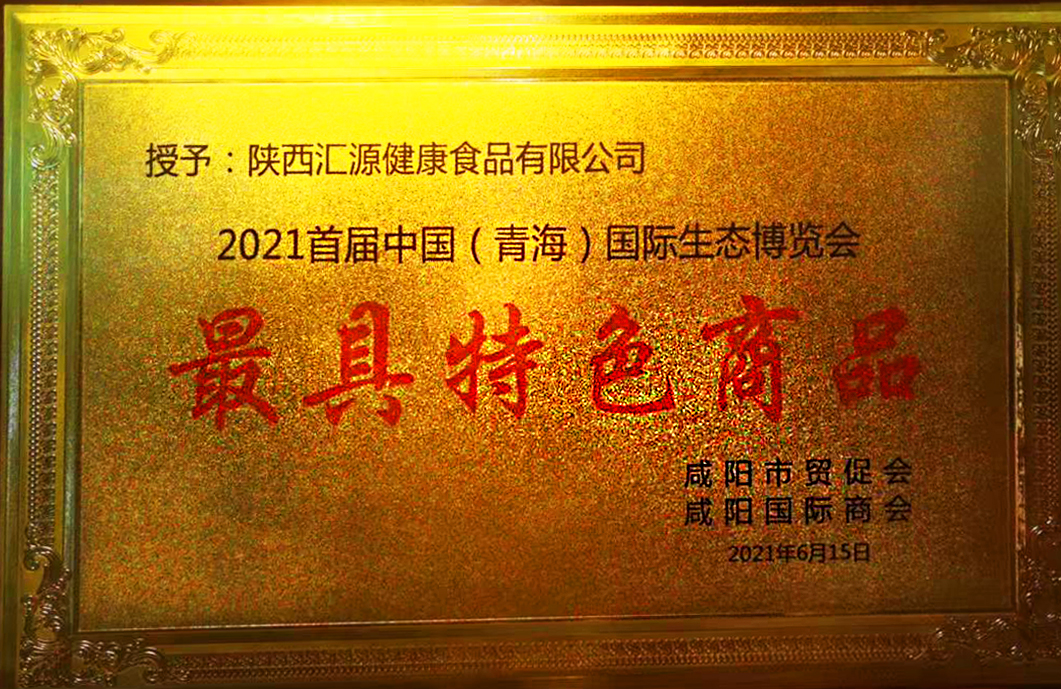 授予：陕西汇源健康食品有限公司
2021首届中国（青海）国际生态博览会
最具特色商品
咸阳市贸促会
咸阳国际商会
2021年6月15日